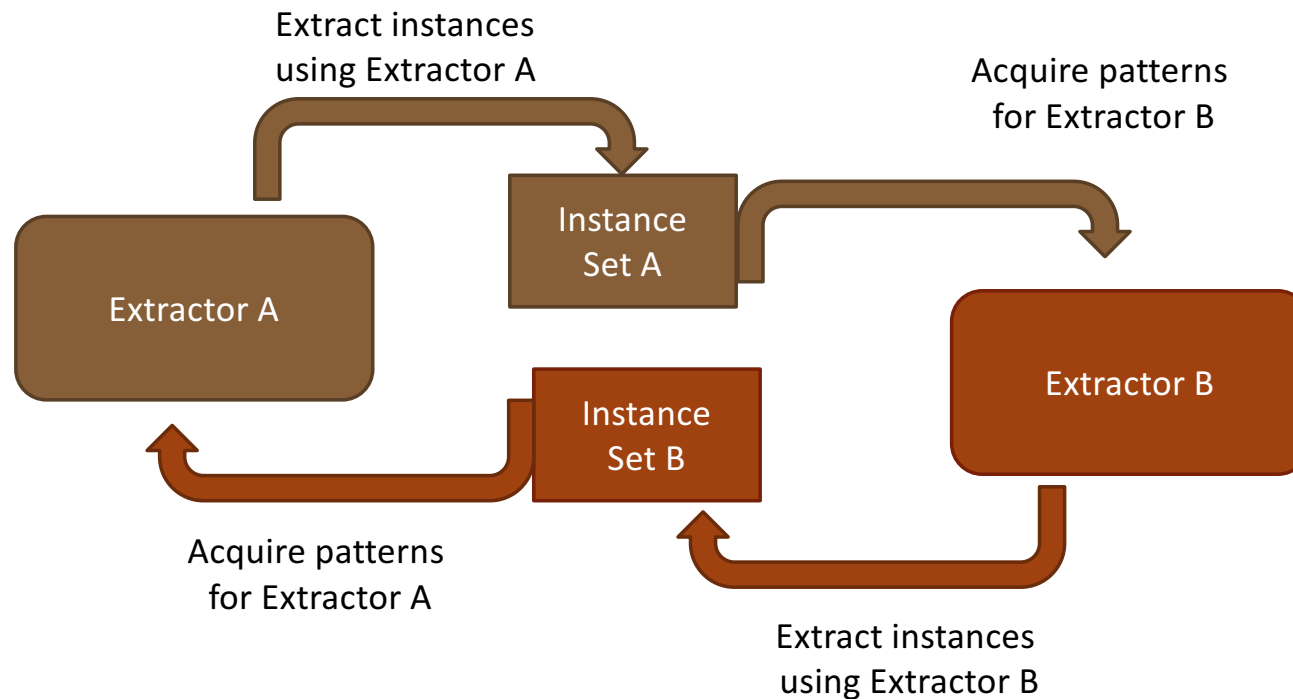 Extract instances
using Extractor A
Acquire patterns
for Extractor B
Instance
Set A
Extractor A
Extractor B
Instance
Set B
Acquire patterns
for Extractor A
Extract instances
using Extractor B